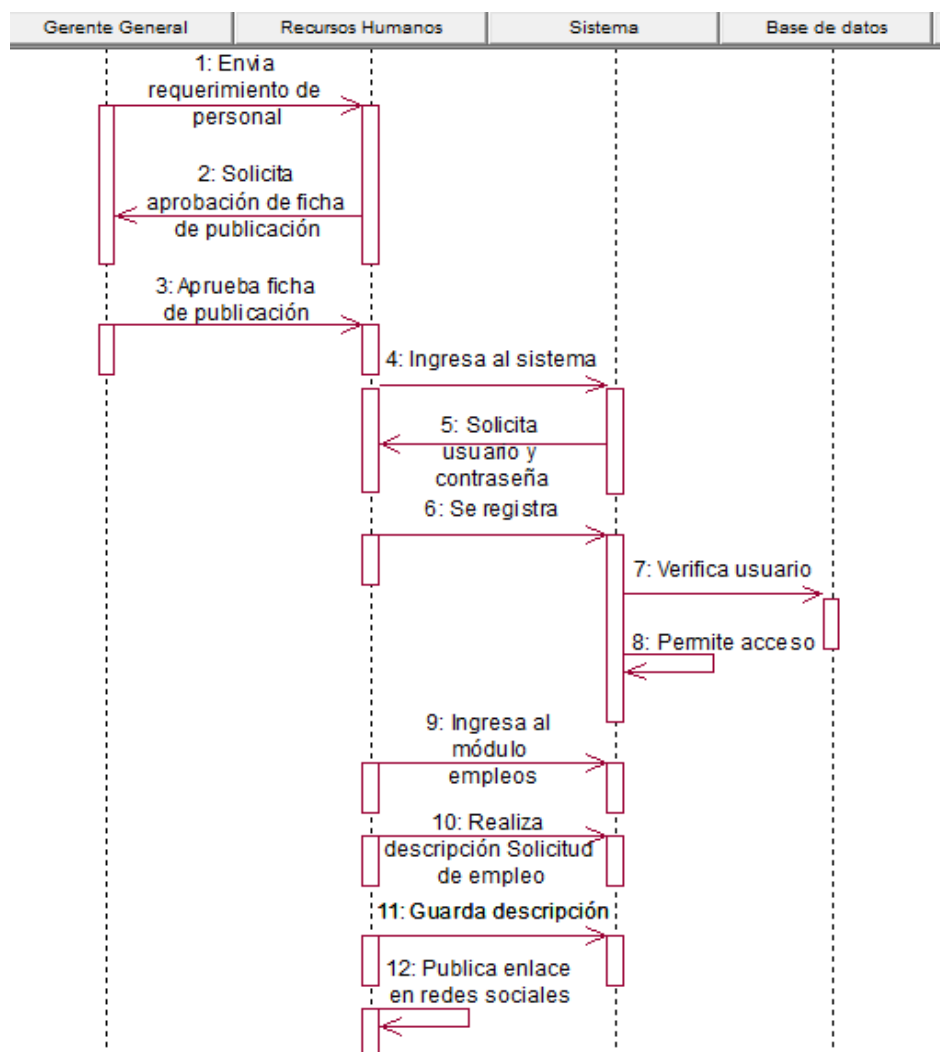 Gerente General
Recursos Humanos
Sistema
Base de datos
1: Envia
requerimiento de
personal
2: Solicita
aprobación de ficha
de publicación
3: Aprueba ficha
de publicación
4: Ingresa al sistema
5: Solicita
usuario y
contraseña
6: Se registra
7: Verifica usuario
8: Permite acceso
9: Ingresa al
módulo
empleos
10: Realiza
descripción Solicitud
de empleo
11: Guarda descripción
12: Publica enlace
en redes sociales